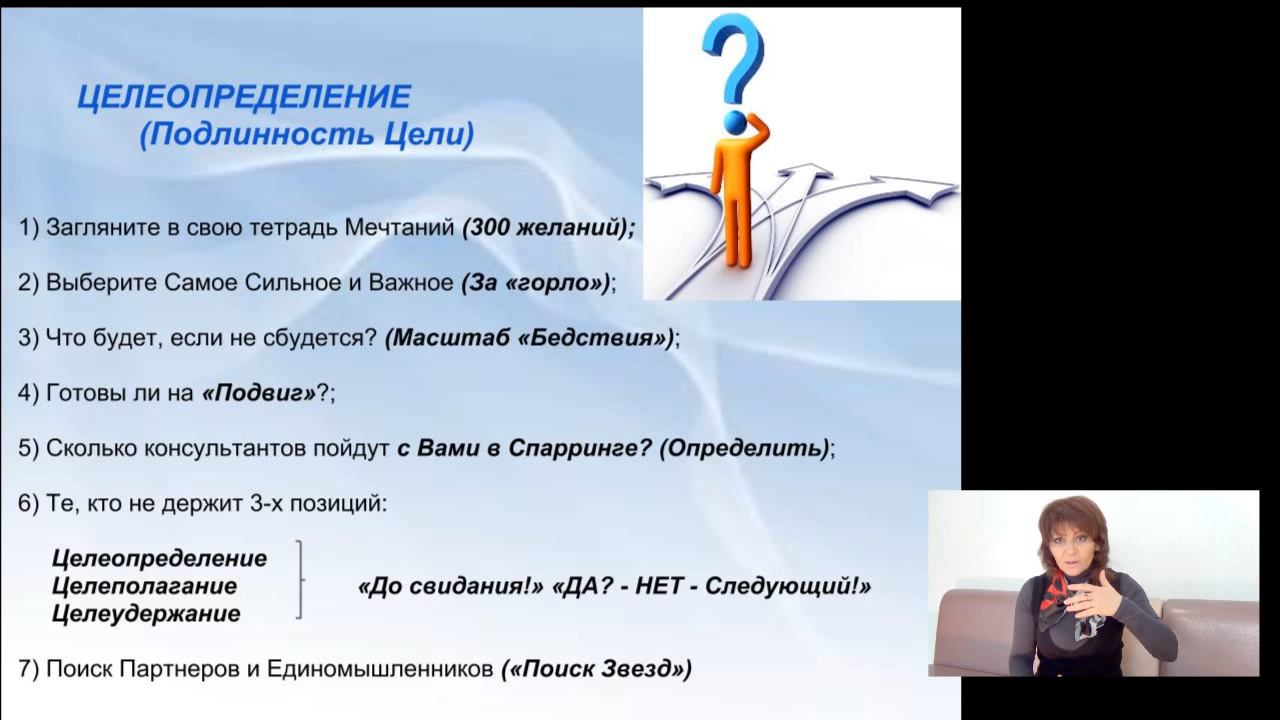 ЦЕЛЕОПРЕДЕЛЕНИЕ
(Подлинность Цели)
1) Загляните в свою тетрадь Мечтаний (300 желаний);
2) Выберите Самое Сильное и Важное (За «горло»);
3) Что будет, если не сбудется? (Масштаб «Бедствия»);
4) Готовы ли на «Подвиг»?;
5) Сколько консультантов пойдут с Вами в Спарринге? (Определить);
6) Те, кто не держит 3-х позиций:
Целеопределение
Целеполагание «До свидания!» «ДА? - НЕТ - Следующий!»
Целеудержание
7) Поиск Партнеров и Единомышленников («Поиск Звезд»)